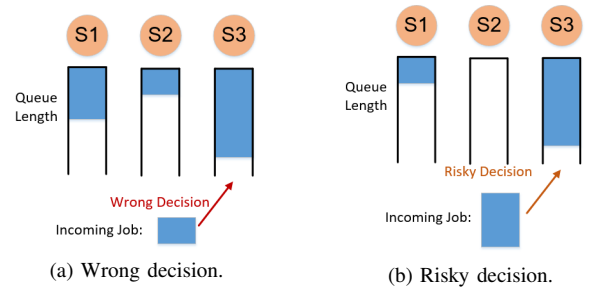 S1 S2 S3
Queue
Length
Wrong Decision
Incoming Job:
(a) Wrong decision.
S1 S2 S3
Queue
Length
Risky Decision
Incoming Job:
(b) Risky decision.